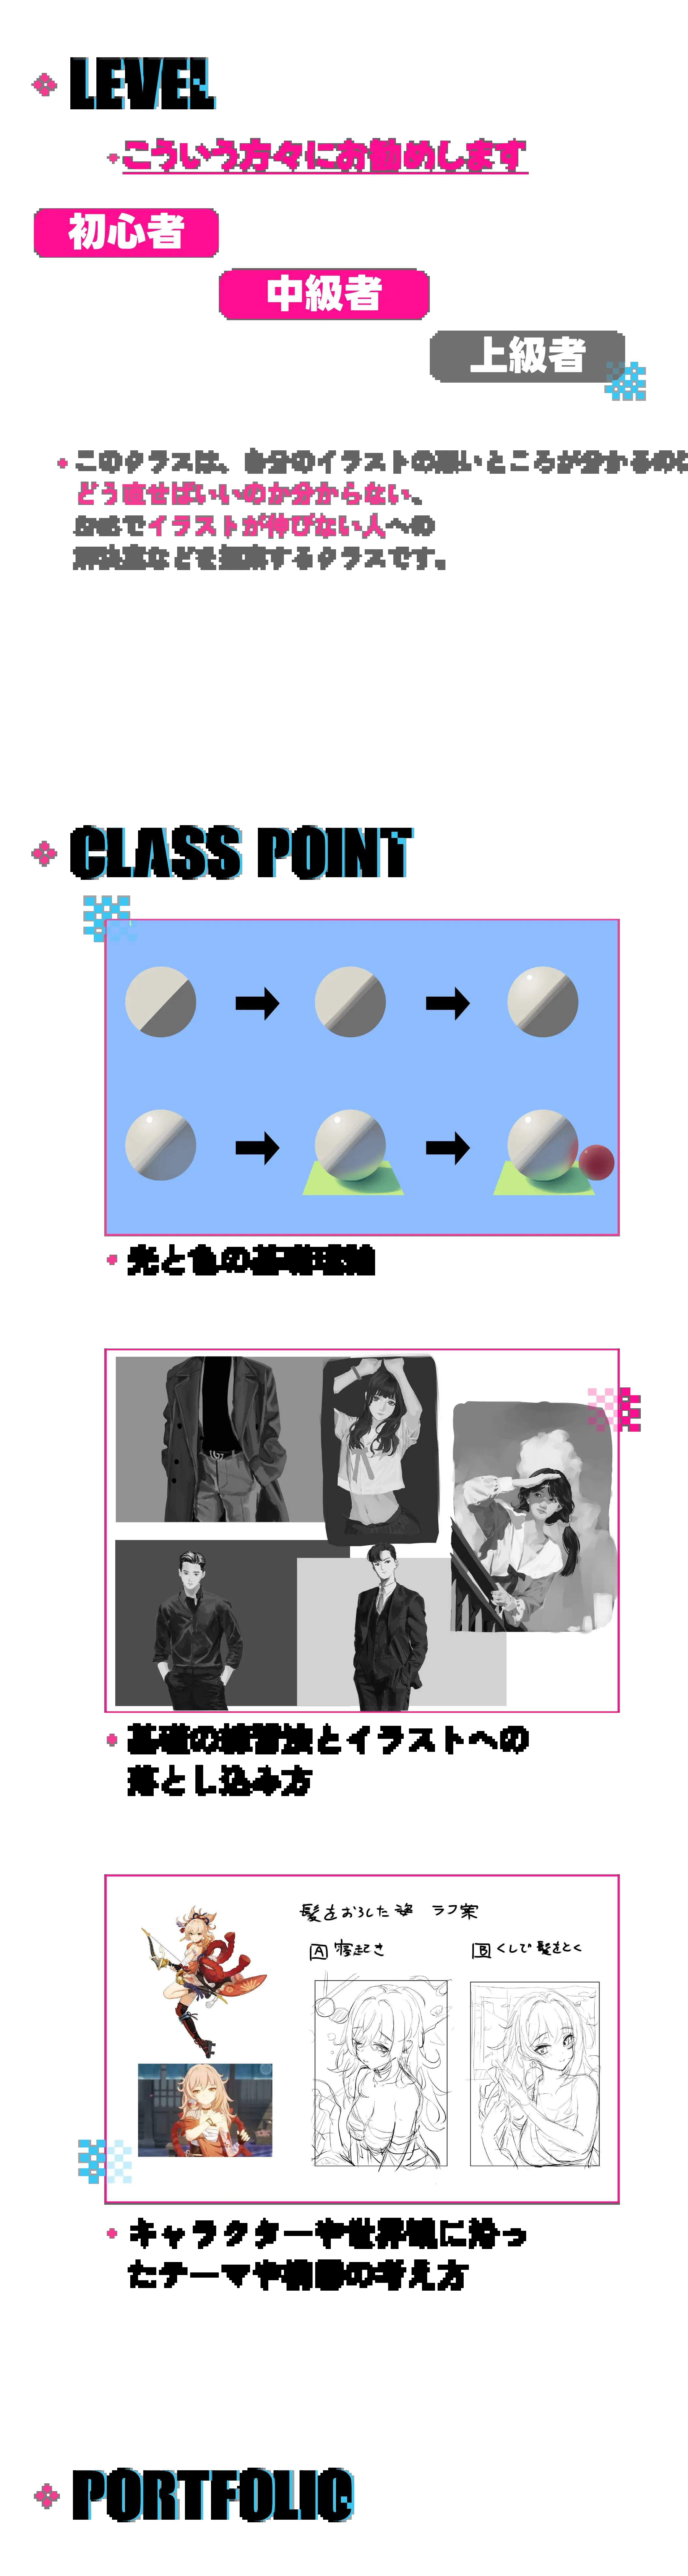 LEVEL
こういう方々にお勧めします
初心者
中級者
上級者
このクラスは、自分のイラストの悪いところが分かるのに
どう直せばいいのか分からない、
なぜイラストが伸びない人への
解決案などを提案するクラスです。
CLASS POINT
光と色の基礎理論
基礎の練習法とイラストへの
落とし込み方
髪をおろした姿 ラフ案
A 寝起き
B くしで髪をとく
キャラクターや世界観に沿っ
たテーマや構図の考え方
PORTFOLIO